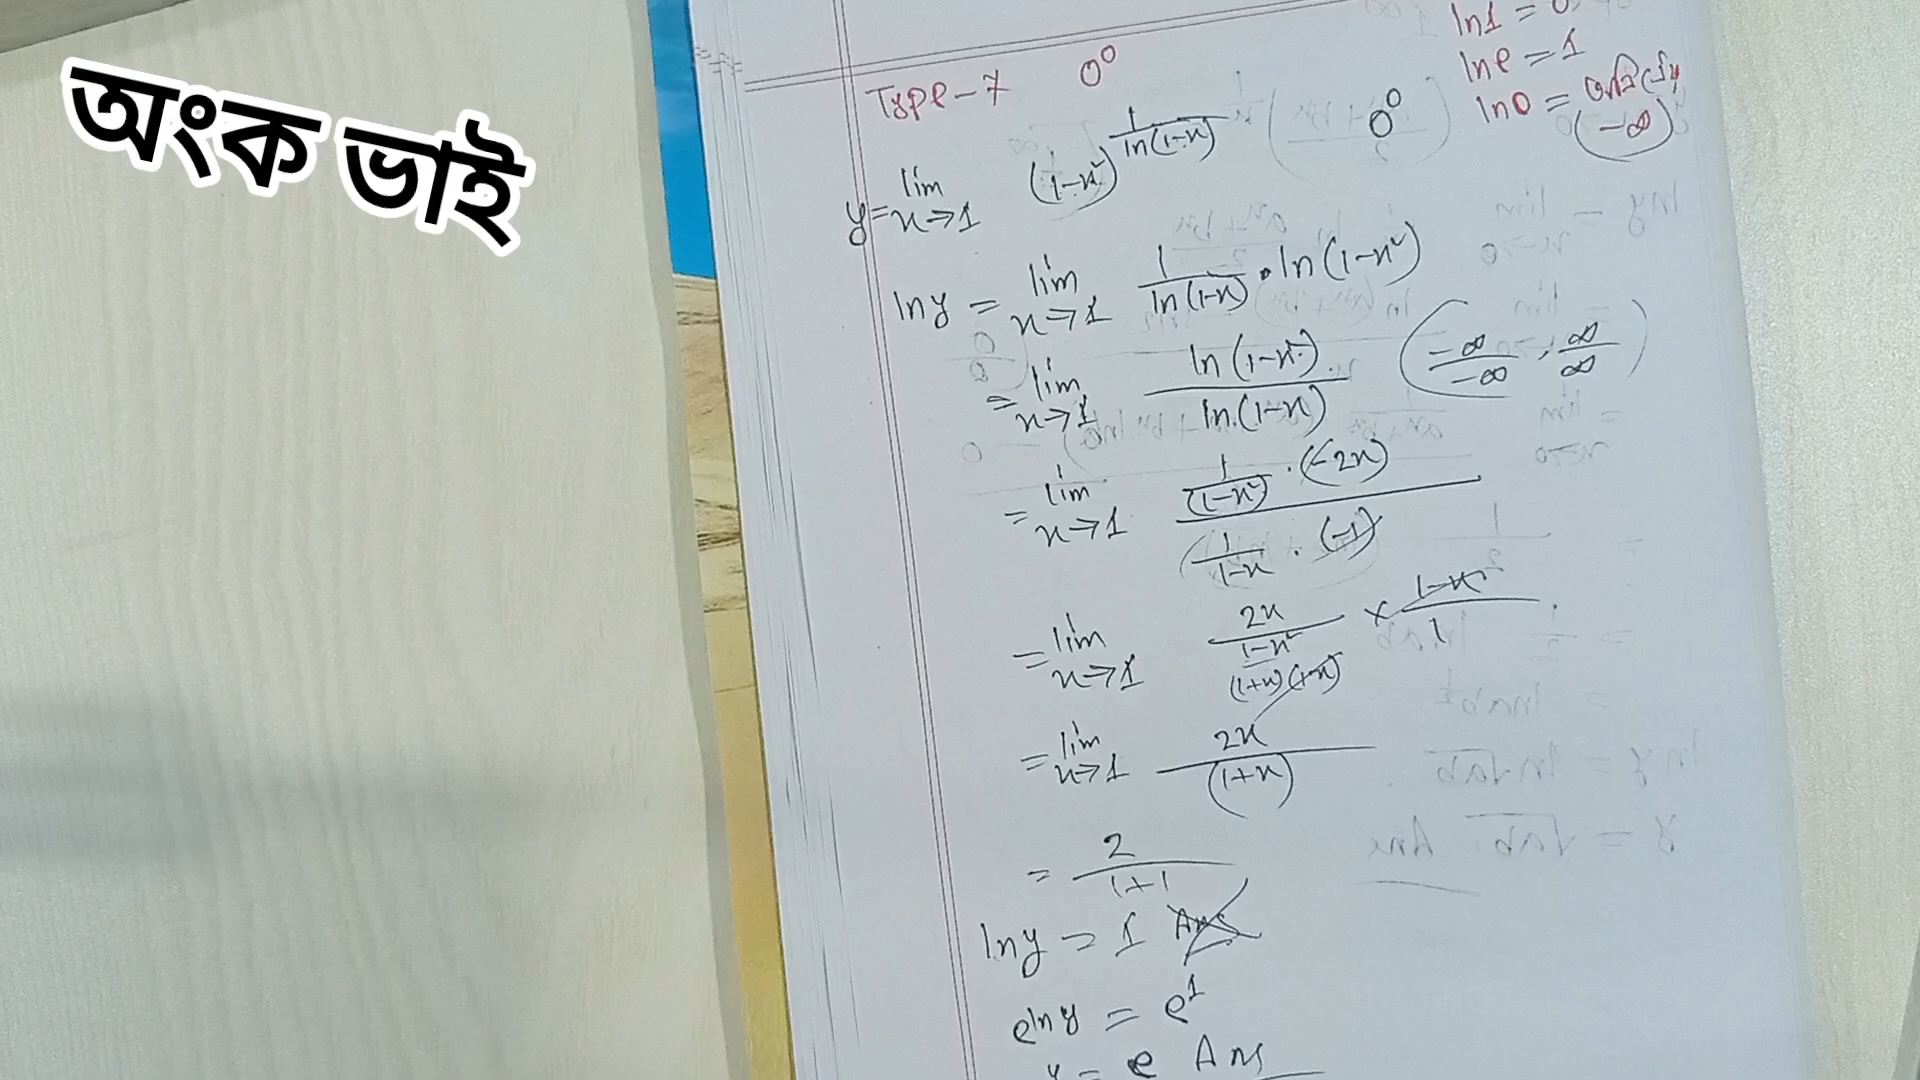 অংক ভাই
ln1 = 0
lne = 1
ln0 = অসংজ্ঞেয়
(-∞)
Type-7 0⁰
y = lim x→1 (1-x²)^(1/ln(1-x)) 0⁰
lny = lim x→1 1/ln(1-x) · ln(1-x²)
= lim x→1 ln(1-x²)/ln(1-x) (-∞/-∞, ∞/∞)
= lim x→1 (1/(1-x²) · (-2x))/(1/(1-x) · (-1))
= lim x→1 2x/(1-x²) × (1-x)/1
(1+x)(1-x)
= lim x→1 2x/(1+x)
= 2/(1+1)
lny = 1 Ans
e^lny = e¹
y = e Ans